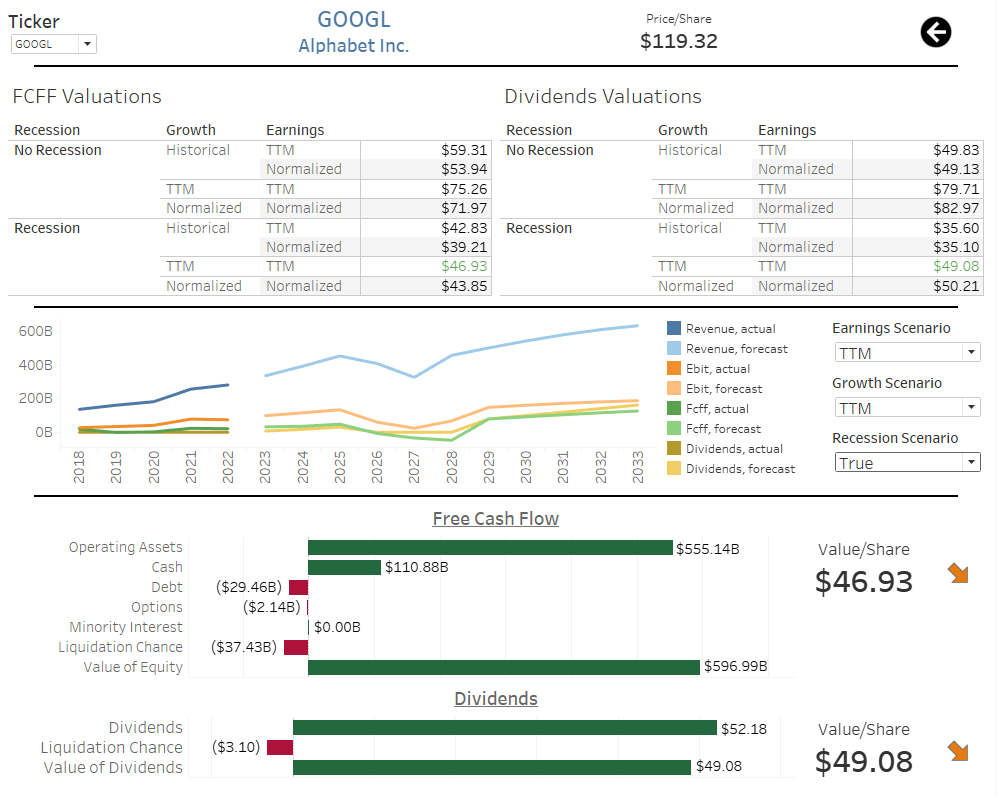 Ticker
GOOGL
GOOGL
Alphabet Inc.
Price/Share
$119.32
FCFF Valuations
Recession Growth Earnings
No Recession Historical TTM $59.31
Normalized $53.94
TTM TTM $75.26
Normalized Normalized $71.97
Recession Historical TTM $42.83
Normalized $39.21
TTM TTM $46.93
Normalized Normalized $43.85
Dividends Valuations
Recession Growth Earnings
No Recession Historical TTM $49.83
Normalized $49.13
TTM TTM $79.71
Normalized Normalized $82.97
Recession Historical TTM $35.60
Normalized $35.10
TTM TTM $49.08
Normalized Normalized $50.21
600B
400B
200B
0B
2018 2019 2020 2021 2022 2023 2024 2025 2026 2027 2028 2029 2030 2031 2032 2033
Revenue, actual
Revenue, forecast
Ebit, actual
Ebit, forecast
Fcff, actual
Fcff, forecast
Dividends, actual
Dividends, forecast
Earnings Scenario
TTM
Growth Scenario
TTM
Recession Scenario
True
Free Cash Flow
Operating Assets $555.14B
Cash $110.88B
Debt ($29.46B)
Options ($2.14B)
Minority Interest $0.00B
Liquidation Chance ($37.43B)
Value of Equity $596.99B
Value/Share
$46.93
Dividends
Dividends $52.18
Liquidation Chance ($3.10)
Value of Dividends $49.08
Value/Share
$49.08